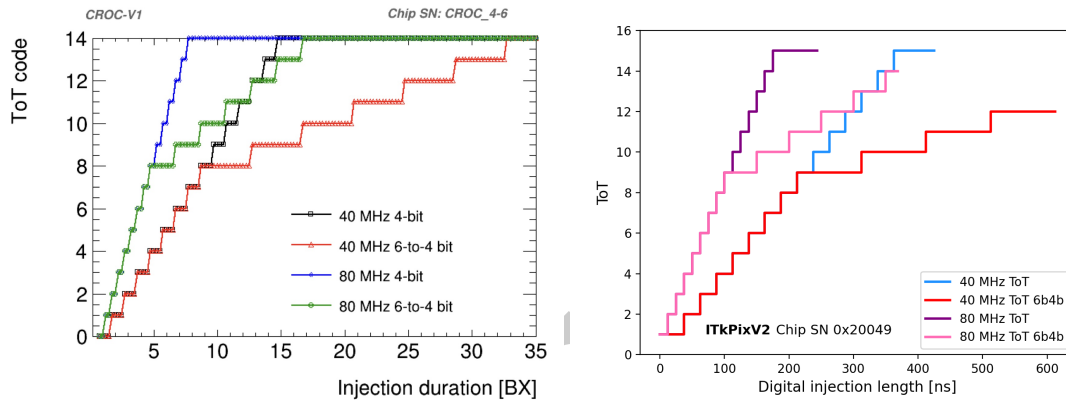 CROC-V1
Chip SN: CROC_4-6
ToT code
14
12
10
8
6
4
2
0
40 MHz 4-bit
40 MHz 6-to-4 bit
80 MHz 4-bit
80 MHz 6-to-4 bit
5
10
15
20
25
30
35
Injection duration [BX]
ToT
16
14
12
10
8
6
4
2
0
ITkPixV2 Chip SN 0x20049
40 MHz ToT
40 MHz ToT 6b4b
80 MHz ToT
80 MHz ToT 6b4b
0
100
200
300
400
500
600
Digital injection length [ns]